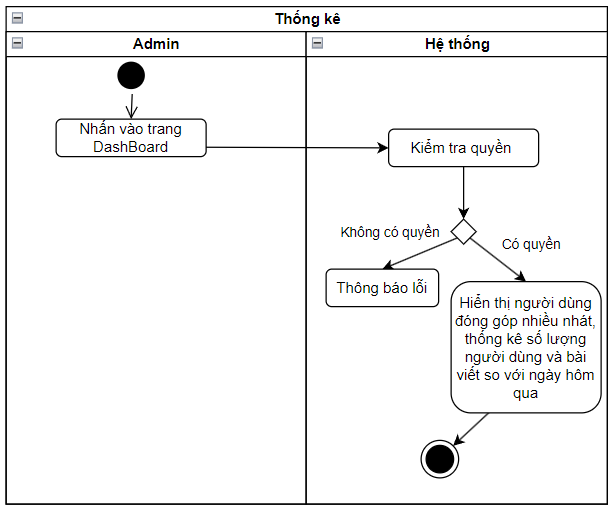 Thống kê
Admin
Hệ thống
Nhấn vào trang
DashBoard
Kiểm tra quyền
Không có quyền
Có quyền
Thông báo lỗi
Hiển thị người dùng
đóng góp nhiều nhất,
thống kê số lượng
người dùng và bài
viết so với ngày hôm
qua